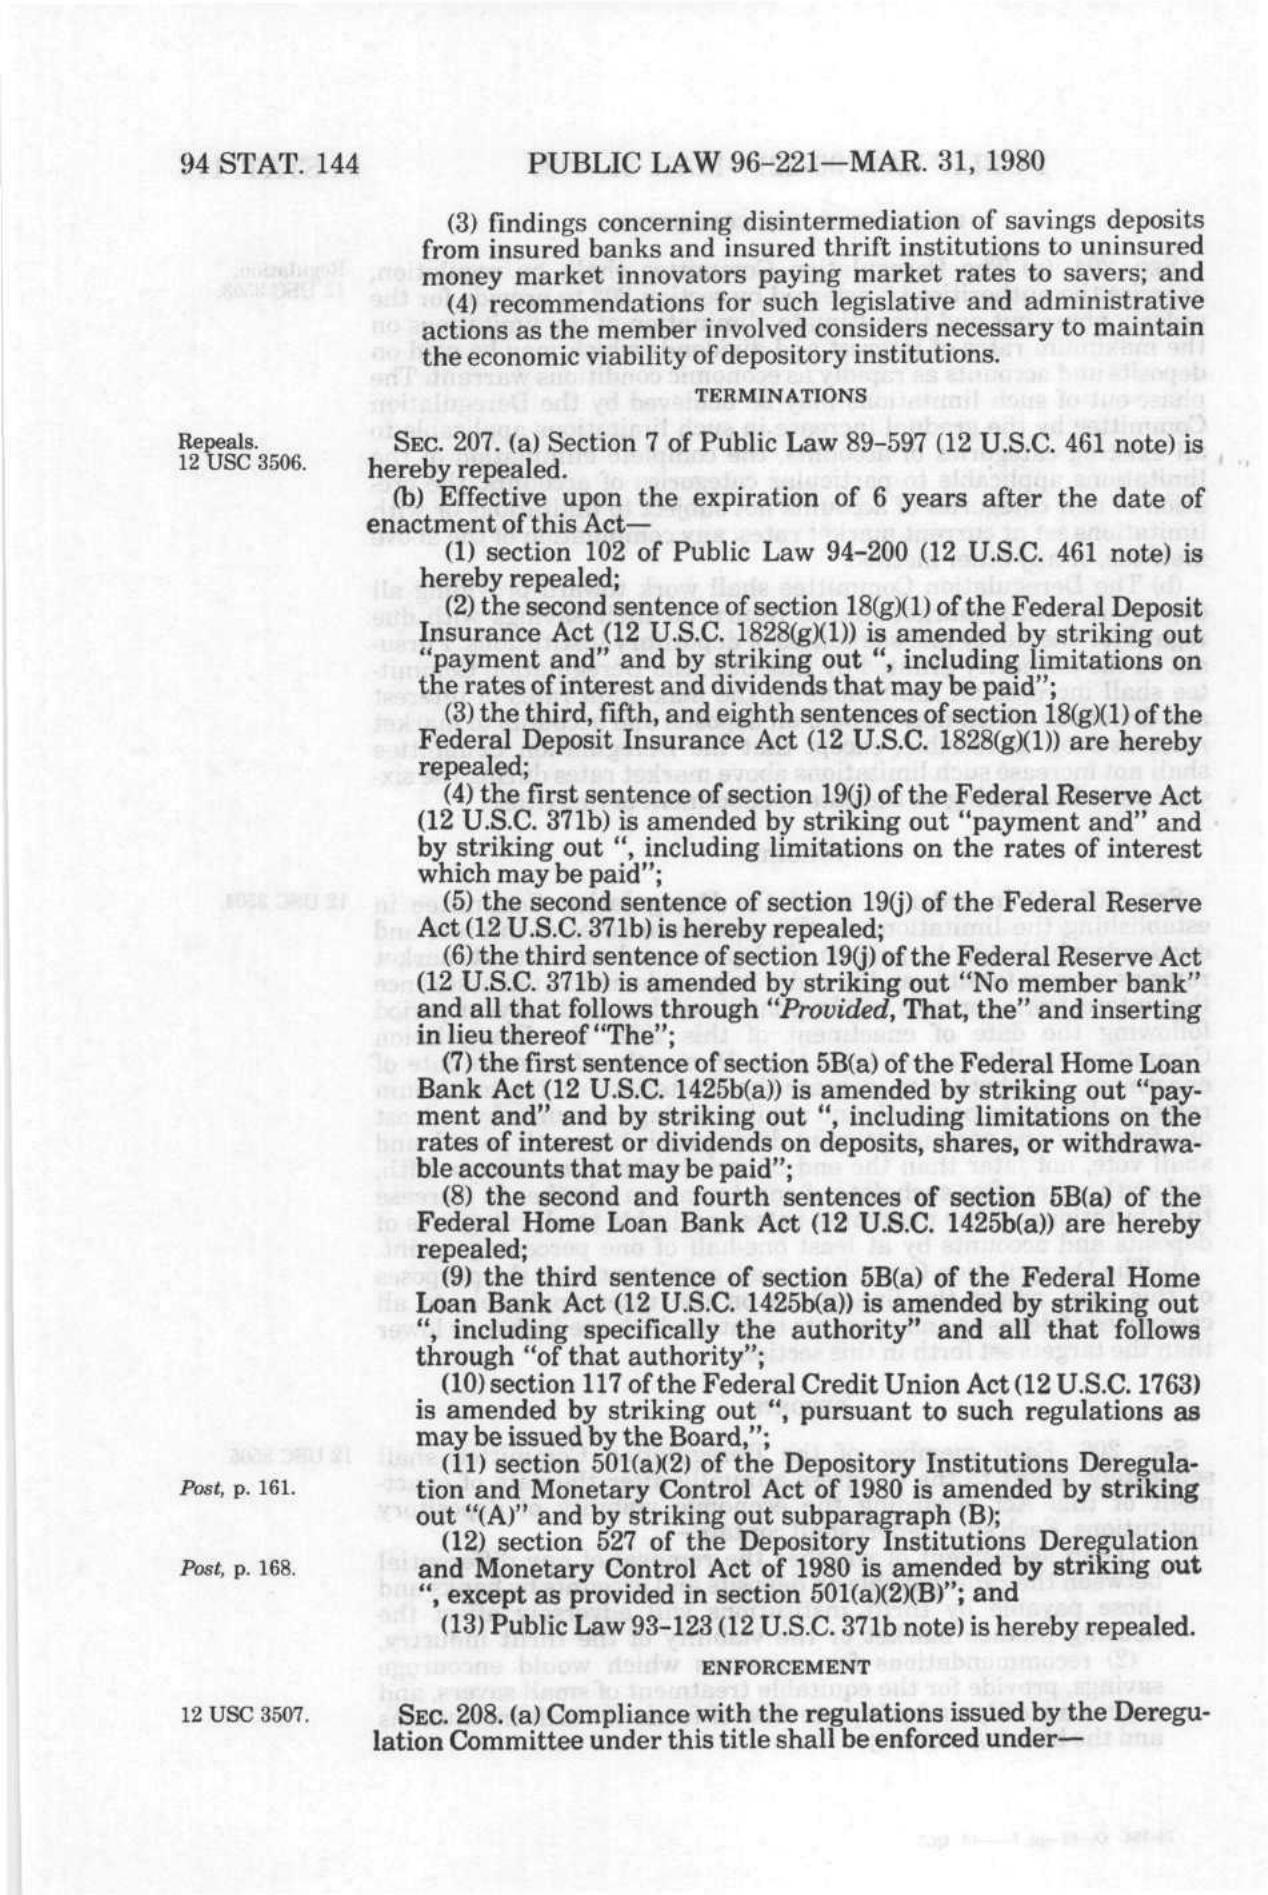 94 STAT. 144 PUBLIC LAW 96-221—MAR. 31, 1980
(3) findings concerning disintermediation of savings deposits
from insured banks and insured thrift institutions to uninsured
money market innovators paying market rates to savers; and
(4) recommendations for such legislative and administrative
actions as the member involved considers necessary to maintain
the economic viability of depository institutions.
TERMINATIONS
Repeals.
12 USC 3506.
SEC. 207. (a) Section 7 of Public Law 89-597 (12 U.S.C. 461 note) is
hereby repealed.
(b) Effective upon the expiration of 6 years after the date of
enactment of this Act—
(1) section 102 of Public Law 94-200 (12 U.S.C. 461 note) is
hereby repealed;
(2) the second sentence of section 18(g)(1) of the Federal Deposit
Insurance Act (12 U.S.C. 1828(g)(1)) is amended by striking out
“payment and” and by striking out “, including limitations on
the rates of interest and dividends that may be paid”;
(3) the third, fifth, and eighth sentences of section 18(g)(1) of the
Federal Deposit Insurance Act (12 U.S.C. 1828(g)(1)) are hereby
repealed;
(4) the first sentence of section 19(j) of the Federal Reserve Act
(12 U.S.C. 371b) is amended by striking out “payment and” and
by striking out “, including limitations on the rates of interest
which may be paid”;
(5) the second sentence of section 19(j) of the Federal Reserve
Act (12 U.S.C. 371b) is hereby repealed;
(6) the third sentence of section 19(j) of the Federal Reserve Act
(12 U.S.C. 371b) is amended by striking out “No member bank”
and all that follows through “Provided, That, the” and inserting
in lieu thereof “The”;
(7) the first sentence of section 5B(a) of the Federal Home Loan
Bank Act (12 U.S.C. 1425b(a)) is amended by striking out “pay-
ment and” and by striking out “, including limitations on the
rates of interest or dividends on deposits, shares, or withdrawa-
ble accounts that may be paid”;
(8) the second and fourth sentences of section 5B(a) of the
Federal Home Loan Bank Act (12 U.S.C. 1425b(a)) are hereby
repealed;
(9) the third sentence of section 5B(a) of the Federal Home
Loan Bank Act (12 U.S.C. 1425b(a)) is amended by striking out
“, including specifically the authority” and all that follows
through “of that authority”;
(10) section 117 of the Federal Credit Union Act (12 U.S.C. 1763)
is amended by striking out “, pursuant to such regulations as
may be issued by the Board,”;
(11) section 501(a)(2) of the Depository Institutions Deregula-
Post, p. 161.
tion and Monetary Control Act of 1980 is amended by striking
out “(A)” and by striking out subparagraph (B);
(12) section 527 of the Depository Institutions Deregulation
Post, p. 168.
and Monetary Control Act of 1980 is amended by striking out
“, except as provided in section 501(a)(2)(B)”; and
(13) Public Law 93-123 (12 U.S.C. 371b note) is hereby repealed.
ENFORCEMENT
12 USC 3507.
SEC. 208. (a) Compliance with the regulations issued by the Deregu-
lation Committee under this title shall be enforced under—